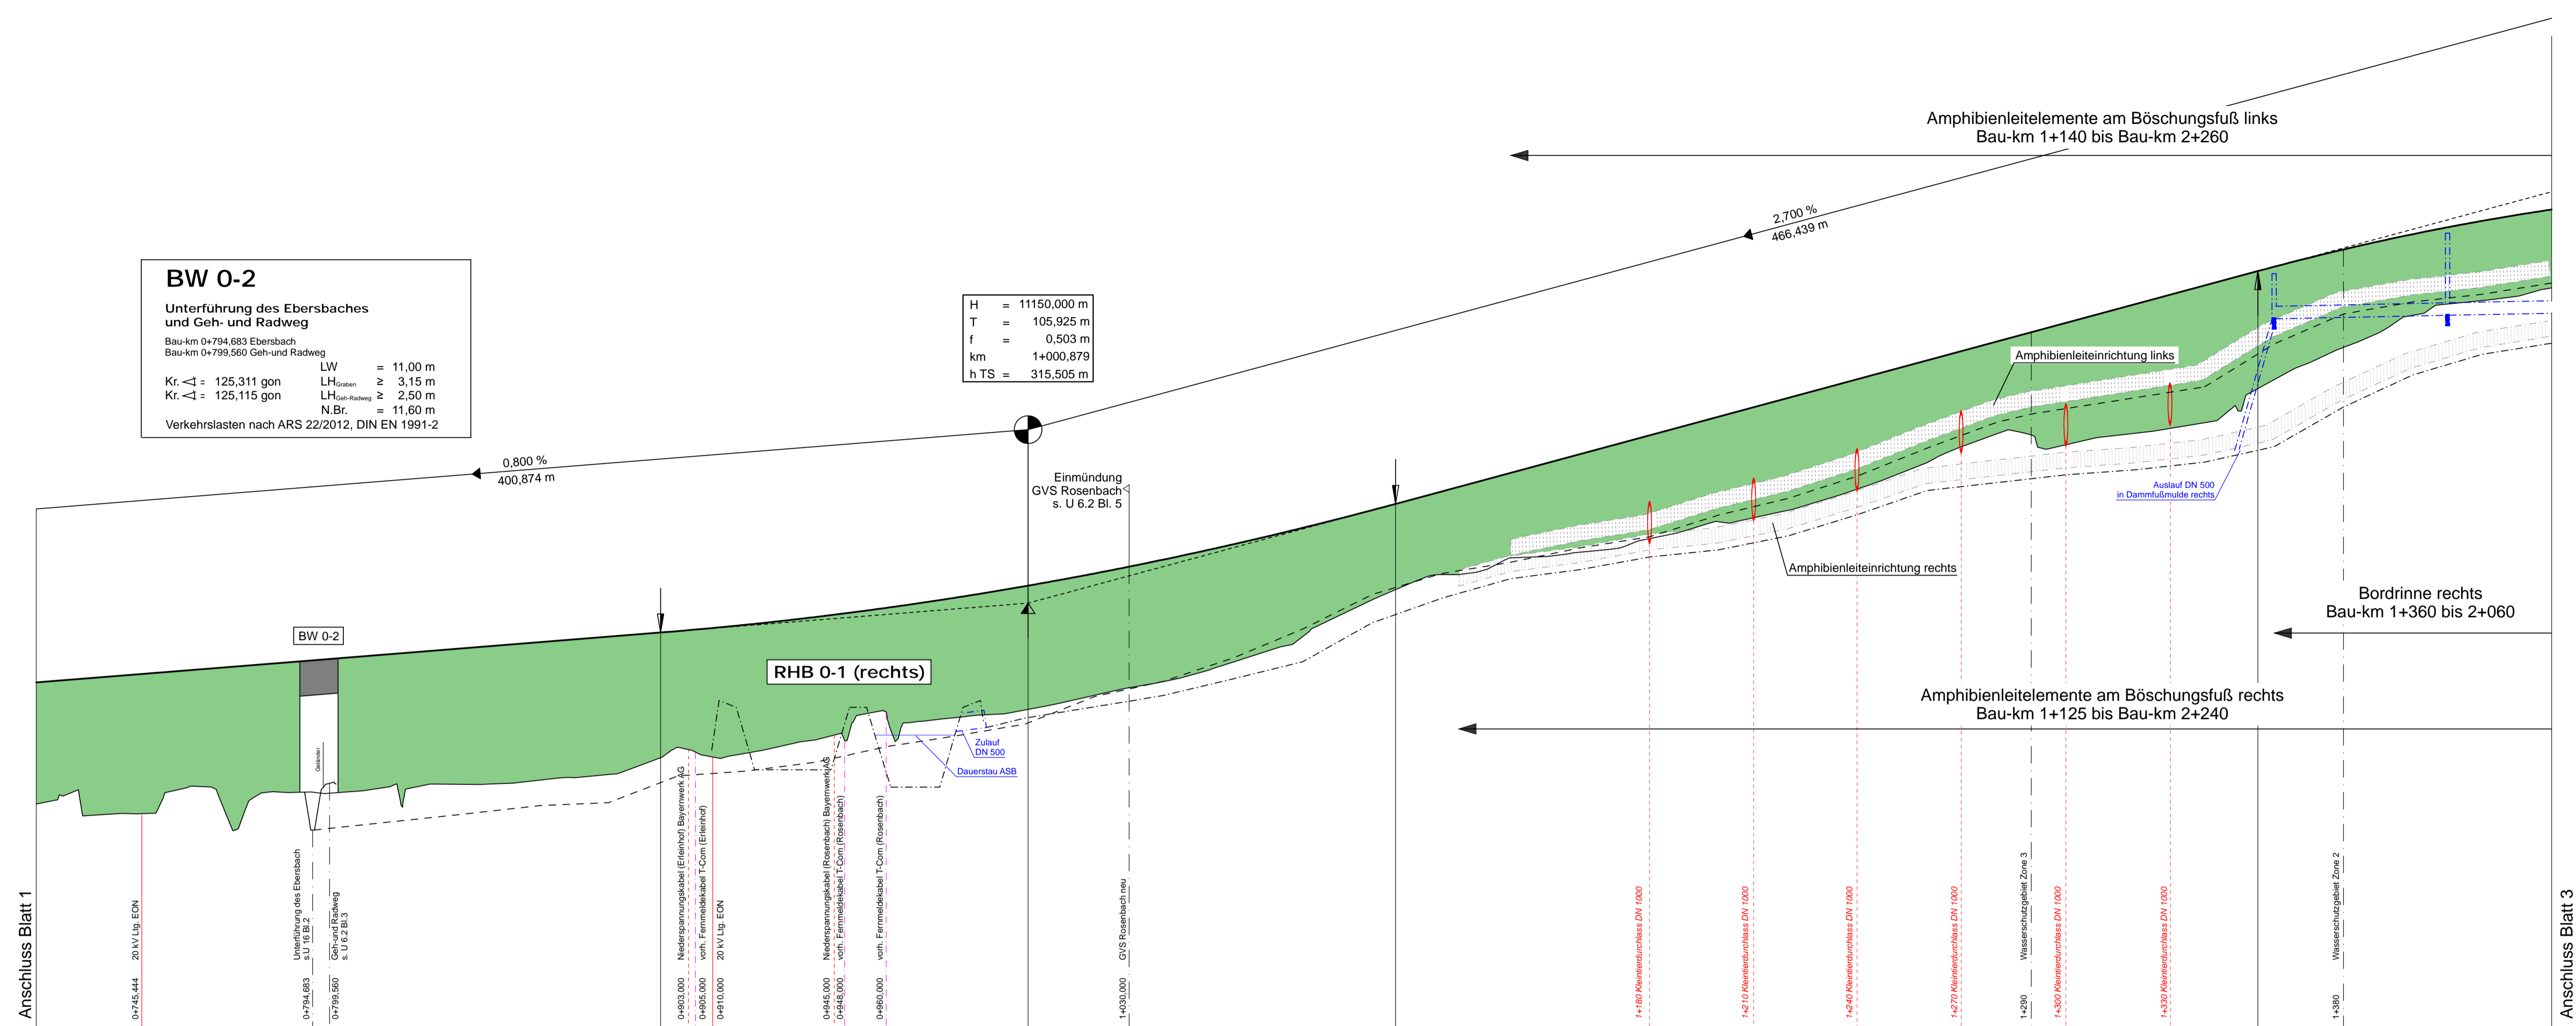 Amphibienleitelemente am Böschungsfuß links
Bau-km 1+140 bis Bau-km 2+260
2,700 %
466,439 m
BW 0-2
Unterführung des Ebersbaches
und Geh- und Radweg
Bau-km 0+794,683 Ebersbach
Bau-km 0+799,560 Geh-und Radweg
LW = 11,00 m
Kr. = 125,311 gon LH Graben ≥ 3,15 m
Kr. = 125,115 gon LH Geh-Radweg ≥ 2,50 m
N.Br. = 11,60 m
Verkehrslasten nach ARS 22/2012, DIN EN 1991-2
H = 11150,000 m
T = 105,925 m
f = 0,503 m
km 1+000,879
h TS = 315,505 m
0,800 %
400,874 m
Einmündung
GVS Rosenbach
s. U 6.2 Bl. 5
Amphibienleiteinrichtung links
Auslauf DN 500
in Dammfußmulde rechts
Amphibienleiteinrichtung rechts
Bordrinne rechts
Bau-km 1+360 bis 2+060
BW 0-2
RHB 0-1 (rechts)
Amphibienleitelemente am Böschungsfuß rechts
Bau-km 1+125 bis Bau-km 2+240
Geländer
Zulauf
DN 500
Dauerstau ASB
Anschluss Blatt 1
0+745,444 20 kV Ltg. EON
0+794,683 Unterführung des Ebersbach
s.U 16 Bl.2
0+799,560 Geh-und Radweg
s. U 6.2 Bl.3
0+903,000 Niederspannungskabel (Erleinhof) Bayernwerk AG
0+905,000 vorh. Fernmeldekabel T-Com (Erleinhof)
0+910,000 20 kV Ltg. EON
0+945,000 Niederspannungskabel (Rosenbach) Bayernwerk AG
0+948,000 vorh. Fernmeldekabel T-Com (Rosenbach)
0+960,000 vorh. Fernmeldekabel T-Com (Rosenbach)
1+030,000 GVS Rosenbach neu
1+180 Kleintierdurchlass DN 1000
1+210 Kleintierdurchlass DN 1000
1+240 Kleintierdurchlass DN 1000
1+270 Kleintierdurchlass DN 1000
1+290 Wasserschutzgebiet Zone 3
1+300 Kleintierdurchlass DN 1000
1+330 Kleintierdurchlass DN 1000
1+380 Wasserschutzgebiet Zone 2
Anschluss Blatt 3